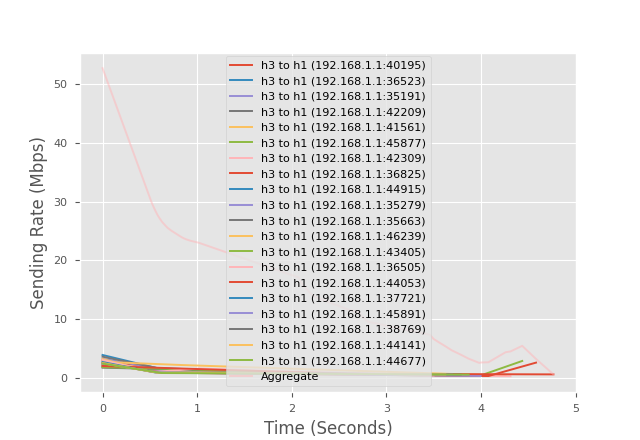 h3 to h1 (192.168.1.1:40195)
h3 to h1 (192.168.1.1:36523)
h3 to h1 (192.168.1.1:35191)
h3 to h1 (192.168.1.1:42209)
h3 to h1 (192.168.1.1:41561)
h3 to h1 (192.168.1.1:45877)
h3 to h1 (192.168.1.1:42309)
h3 to h1 (192.168.1.1:36825)
h3 to h1 (192.168.1.1:44915)
h3 to h1 (192.168.1.1:35279)
h3 to h1 (192.168.1.1:35663)
h3 to h1 (192.168.1.1:46239)
h3 to h1 (192.168.1.1:43405)
h3 to h1 (192.168.1.1:36505)
h3 to h1 (192.168.1.1:44053)
h3 to h1 (192.168.1.1:37721)
h3 to h1 (192.168.1.1:45891)
h3 to h1 (192.168.1.1:38769)
h3 to h1 (192.168.1.1:44141)
h3 to h1 (192.168.1.1:44677)
Aggregate
Sending Rate (Mbps)
50
40
30
20
10
0
0 1 2 3 4 5
Time (Seconds)